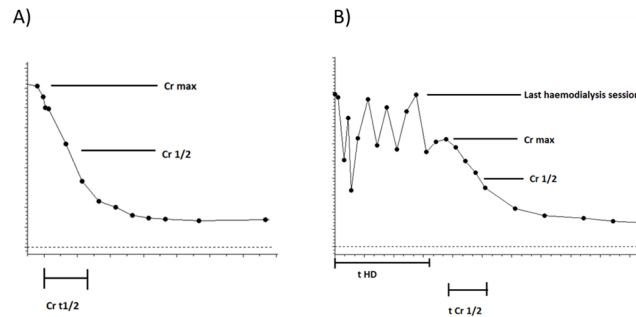 A)
Cr max
Cr 1/2
Cr t1/2
B)
Last haemodialysis session
Cr max
Cr 1/2
t HD
t Cr 1/2